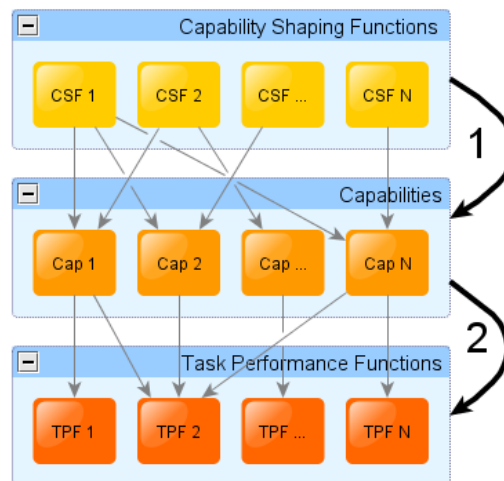 Capability Shaping Functions
CSF 1 CSF 2 CSF ... CSF N
1
Capabilities
Cap 1 Cap 2 Cap ... Cap N
2
Task Performance Functions
TPF 1 TPF 2 TPF ... TPF N